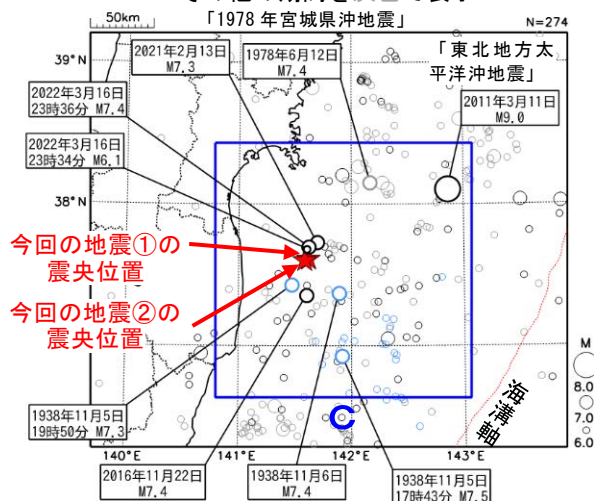 50km
「1978 年宮城県沖地震」
N=274
39°N
2021年2月13日
M7.3
1978年6月12日
M7.4
「東北地方太
平洋沖地震」
2022年3月16日
23時36分 M7.4
2011年3月11日
M9.0
2022年3月16日
23時34分 M6.1
38°N
今回の地震①の
震央位置
今回の地震②の
震央位置
M
8.0
7.0
6.0
海溝軸
C
1938年11月5日
19時50分 M7.3
140°E
141°E
142°E
143°E
2016年11月22日
M7.4
1938年11月6日
M7.4
1938年11月5日
17時43分 M7.5